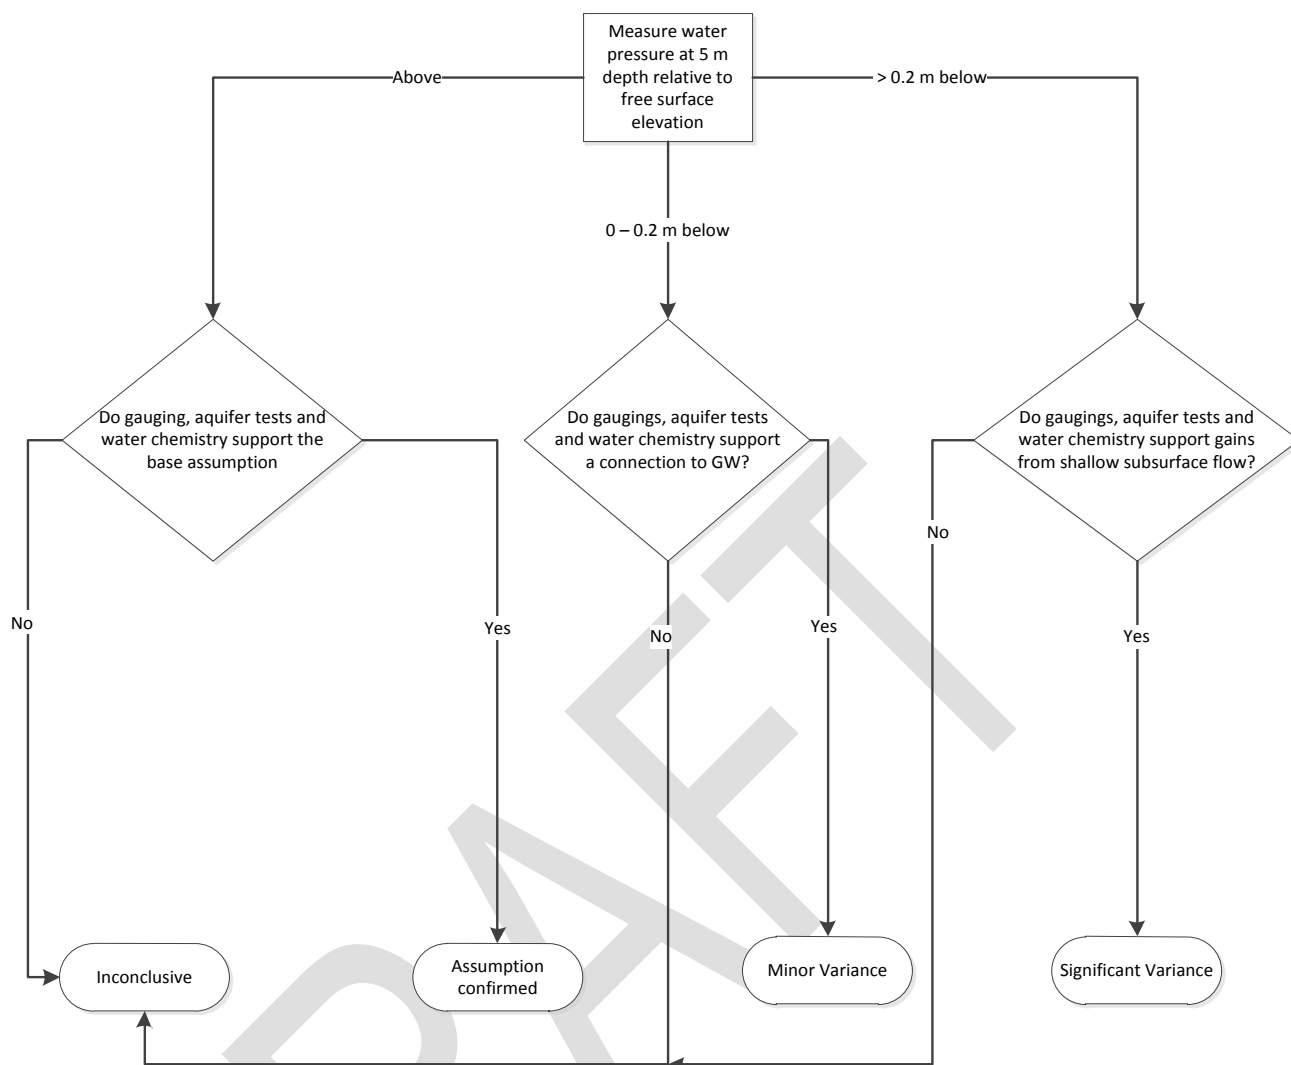 Measure water
pressure at 5 m
depth relative to
free surface
elevation
Above
> 0.2 m below
0 – 0.2 m below
Do gauging, aquifer tests and
water chemistry support the
base assumption
Do gaugings, aquifer tests
and water chemistry support
a connection to GW?
Do gaugings, aquifer tests and
water chemistry support gains
from shallow subsurface flow?
No
No
Yes
No
Yes
Yes
Inconclusive
Assumption
confirmed
Minor Variance
Significant Variance
DRAFT